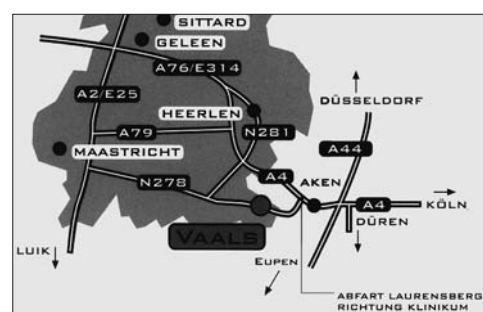 SITTARD
GELEEN
A76/E314
A2/E25
HEERLEN
DÜSSELDORF
A79
N281
A44
MAASTRICHT
A4
AKEN
N278
KÖLN
A4
DÜREN
VAALS
LUIK
EUPEN
ABFART LAURENSBERG
RICHTUNG KLINIKUM